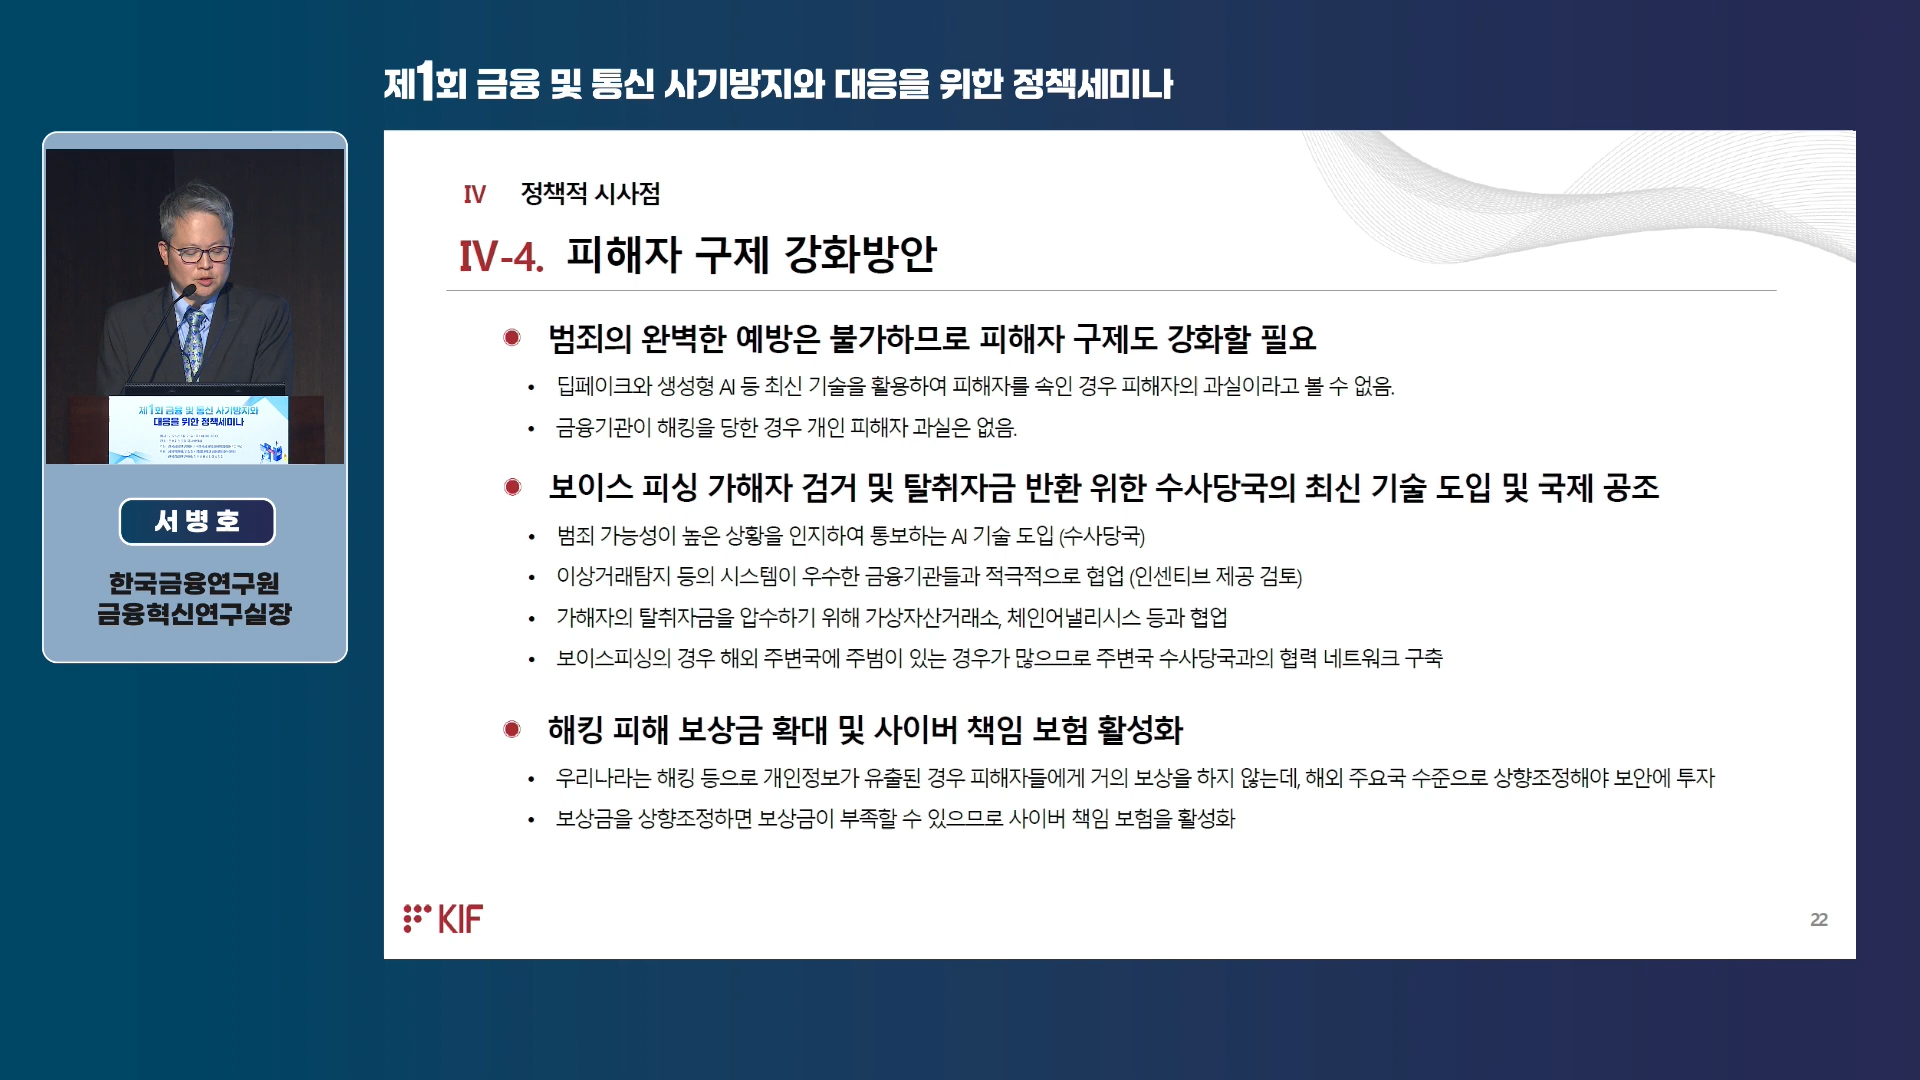 제1회 금융 및 통신 사기방지와 대응을 위한 정책세미나
제1회 금융 및 통신 사기방지와
대응을 위한 정책세미나
서병호
한국금융연구원
금융혁신연구실장
IV 정책적 시사점
IV-4. 피해자 구제 강화방안
범죄의 완벽한 예방은 불가하므로 피해자 구제도 강화할 필요
• 딥페이크와 생성형 AI 등 최신 기술을 활용하여 피해자를 속인 경우 피해자의 과실이라고 볼 수 없음.
• 금융기관이 해킹을 당한 경우 개인 피해자 과실은 없음.
보이스 피싱 가해자 검거 및 탈취자금 반환 위한 수사당국의 최신 기술 도입 및 국제 공조
• 범죄 가능성이 높은 상황을 인지하여 통보하는 AI 기술 도입 (수사당국)
• 이상거래탐지 등의 시스템이 우수한 금융기관들과 적극적으로 협업 (인센티브 제공 검토)
• 가해자의 탈취자금을 압수하기 위해 가상자산거래소, 체인어낼리시스 등과 협업
• 보이스피싱의 경우 해외 주변국에 주범이 있는 경우가 많으므로 주변국 수사당국과의 협력 네트워크 구축
해킹 피해 보상금 확대 및 사이버 책임 보험 활성화
• 우리나라는 해킹 등으로 개인정보가 유출된 경우 피해자들에게 거의 보상을 하지 않는데, 해외 주요국 수준으로 상향조정해야 보안에 투자
• 보상금을 상향조정하면 보상금이 부족할 수 있으므로 사이버 책임 보험을 활성화
KIF
22